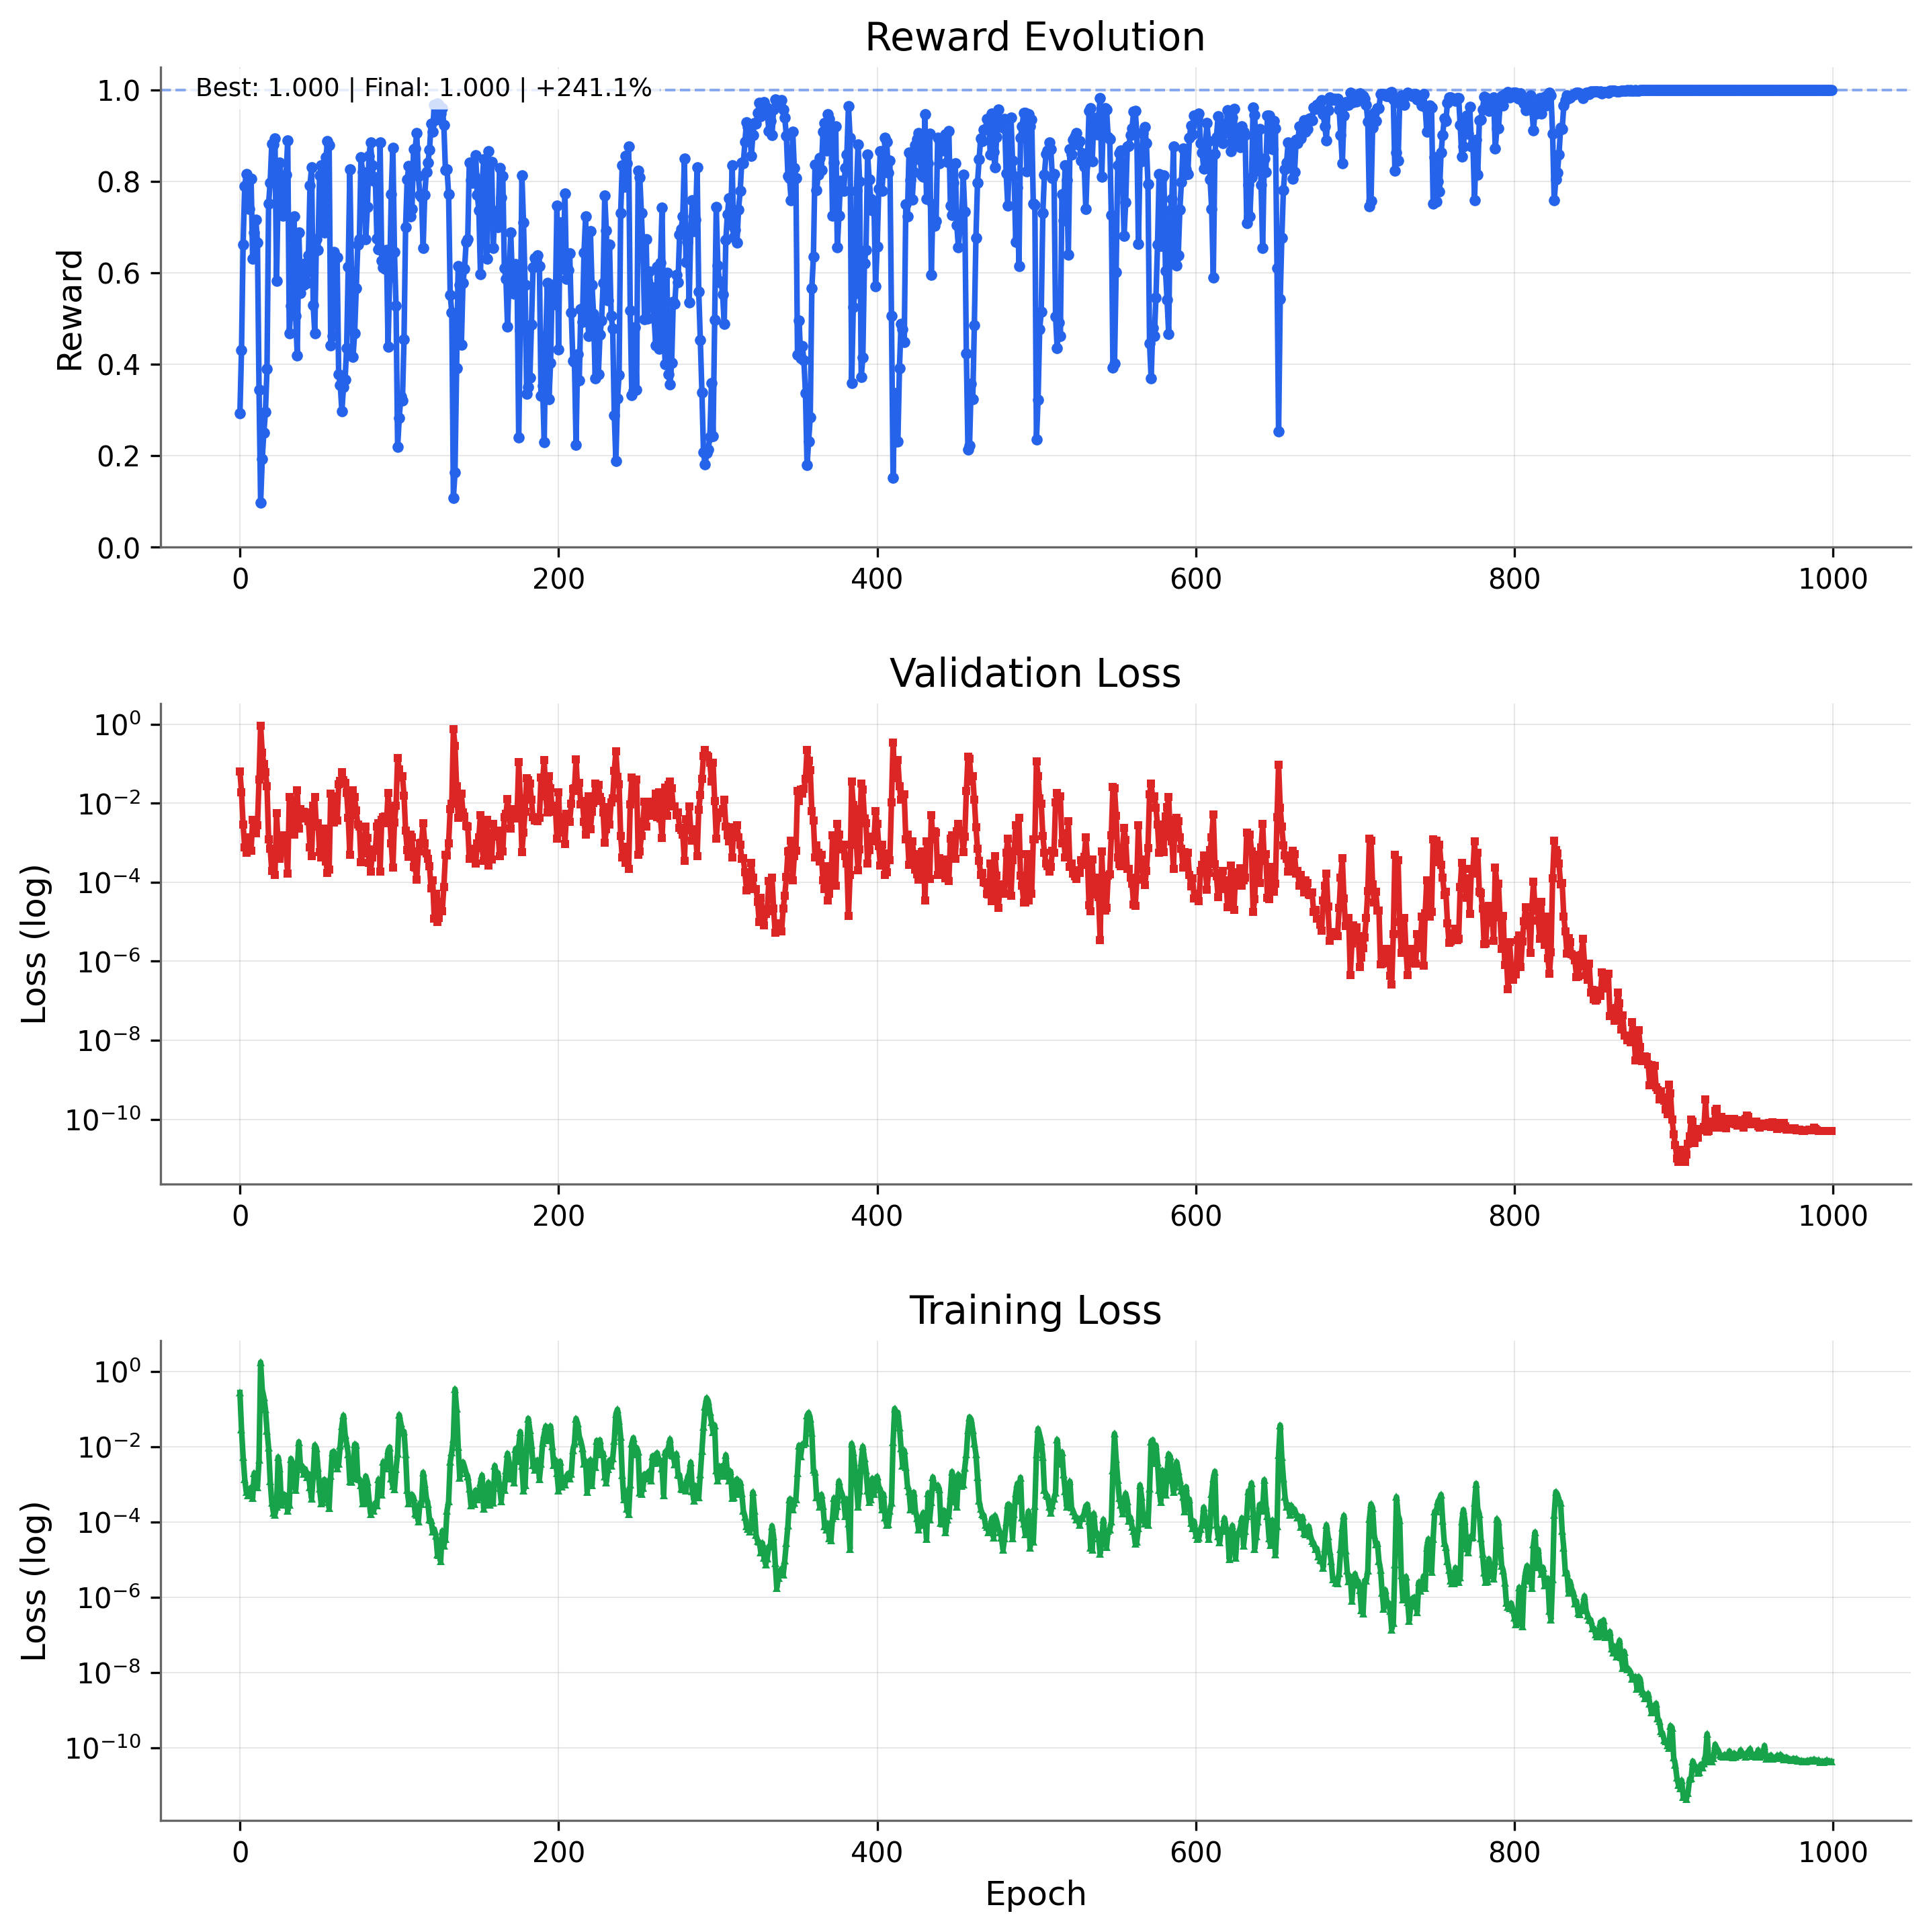 Reward Evolution
Best: 1.000 | Final: 1.000 | +241.1%
Reward
1.0
0.8
0.6
0.4
0.2
0.0
0 200 400 600 800 1000
Validation Loss
Loss (log)
10⁰
10⁻²
10⁻⁴
10⁻⁶
10⁻⁸
10⁻¹⁰
0 200 400 600 800 1000
Training Loss
Loss (log)
10⁰
10⁻²
10⁻⁴
10⁻⁶
10⁻⁸
10⁻¹⁰
0 200 400 600 800 1000
Epoch